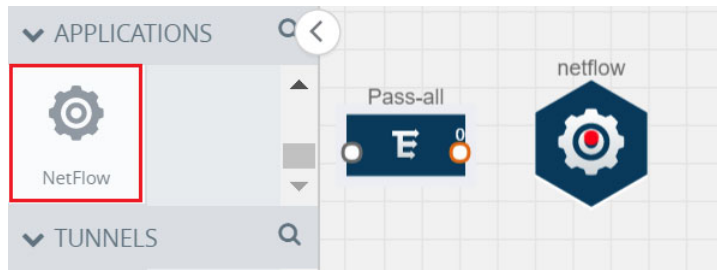 APPLICATIONS
NetFlow
TUNNELS
Pass-all
0
netflow